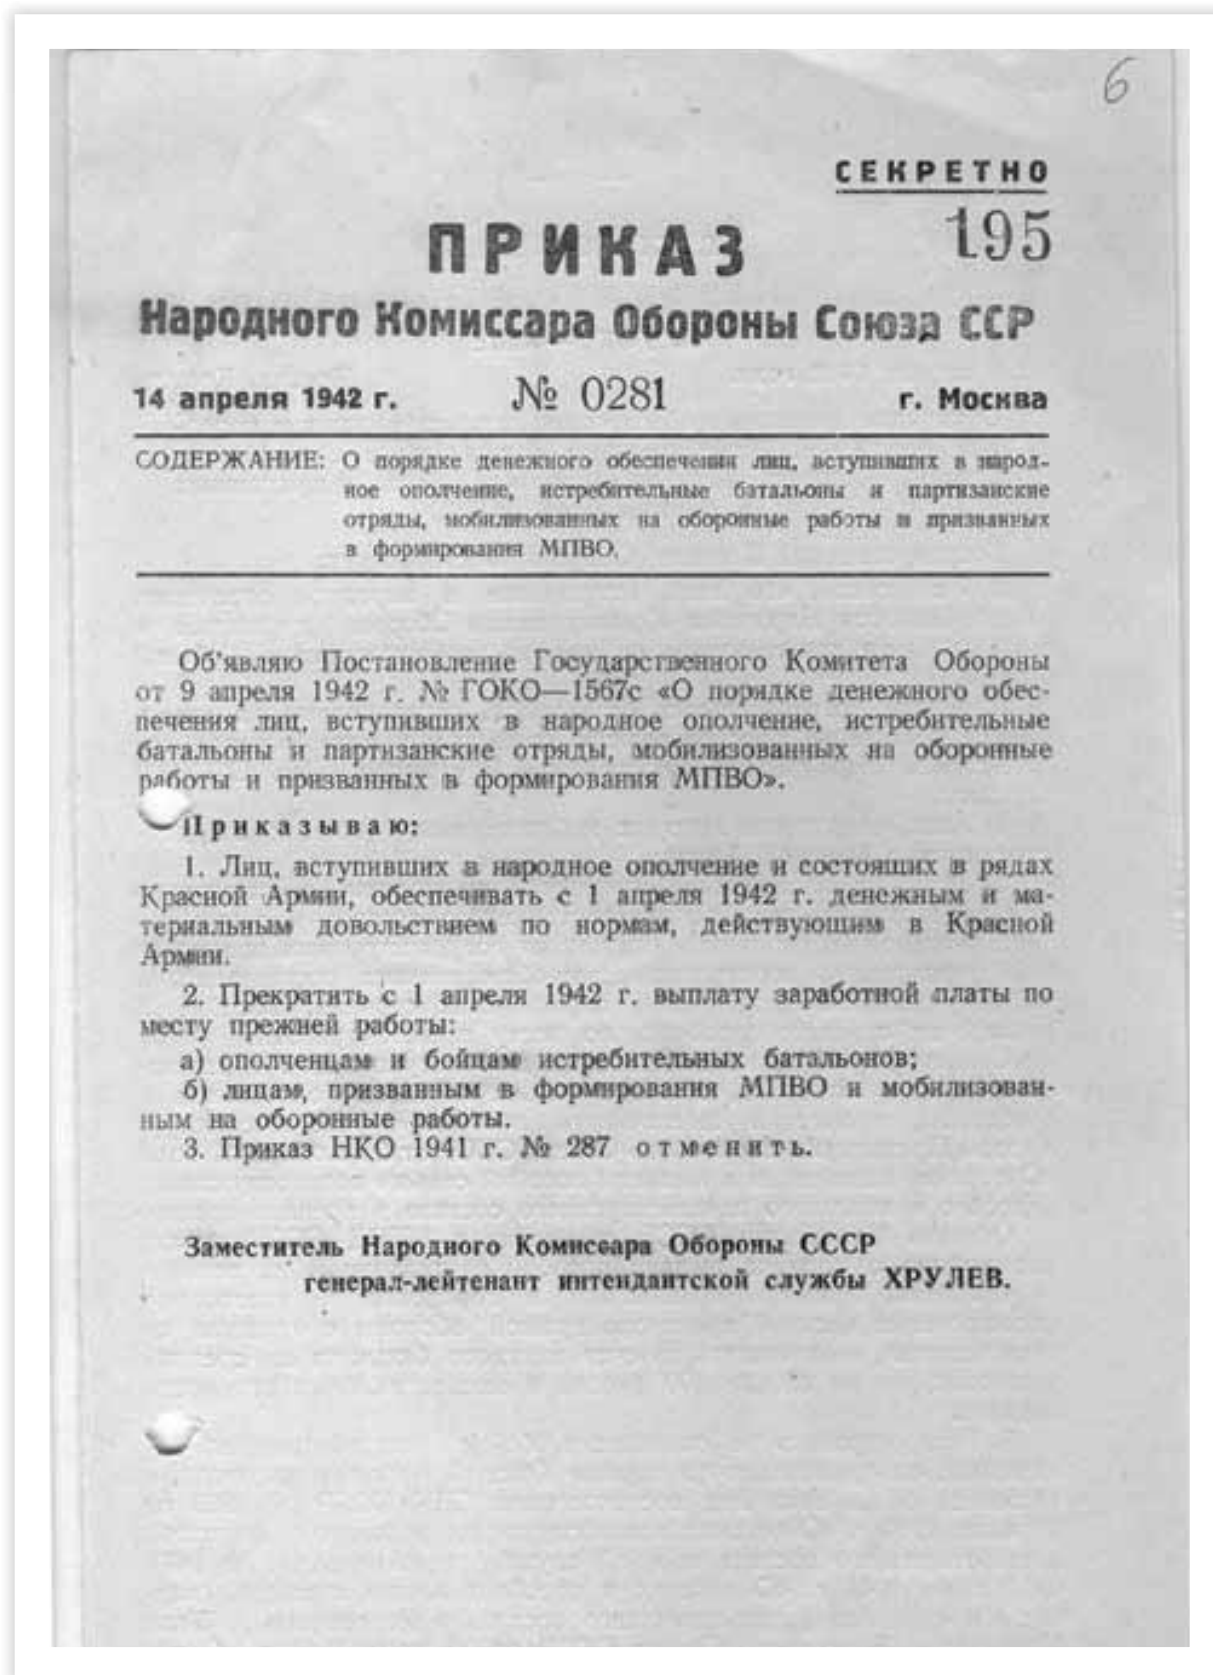 6
СЕКРЕТНО
195
ПРИКАЗ
Народного Комиссара Обороны Союза ССР
14 апреля 1942 г. № 0281 г. Москва
СОДЕРЖАНИЕ: О порядке денежного обеспечения лиц, вступивших в народ-
ное ополчение, истребительные батальоны и партизанские
отряды, мобилизованных на оборонные работы и призванных
в формирования МПВО.
Об'являю Постановление Государственного Комитета Обороны
от 9 апреля 1942 г. № ГОКО—1567с «О порядке денежного обес-
печения лиц, вступивших в народное ополчение, истребительные
батальоны и партизанские отряды, мобилизованных на оборонные
работы и призванных в формирования МПВО».
Приказываю:
1. Лиц, вступивших в народное ополчение и состоящих в рядах
Красной Армии, обеспечивать с 1 апреля 1942 г. денежным и ма-
териальным довольствием по нормам, действующим в Красной
Армии.
2. Прекратить с 1 апреля 1942 г. выплату заработной платы по
месту прежней работы:
а) ополченцам и бойцам истребительных батальонов;
б) лицам, призванным в формирования МПВО и мобилизован-
ным на оборонные работы.
3. Приказ НКО 1941 г. № 287 отменить.
Заместитель Народного Комиссара Обороны СССР
генерал-лейтенант интендантской службы ХРУЛЕВ.